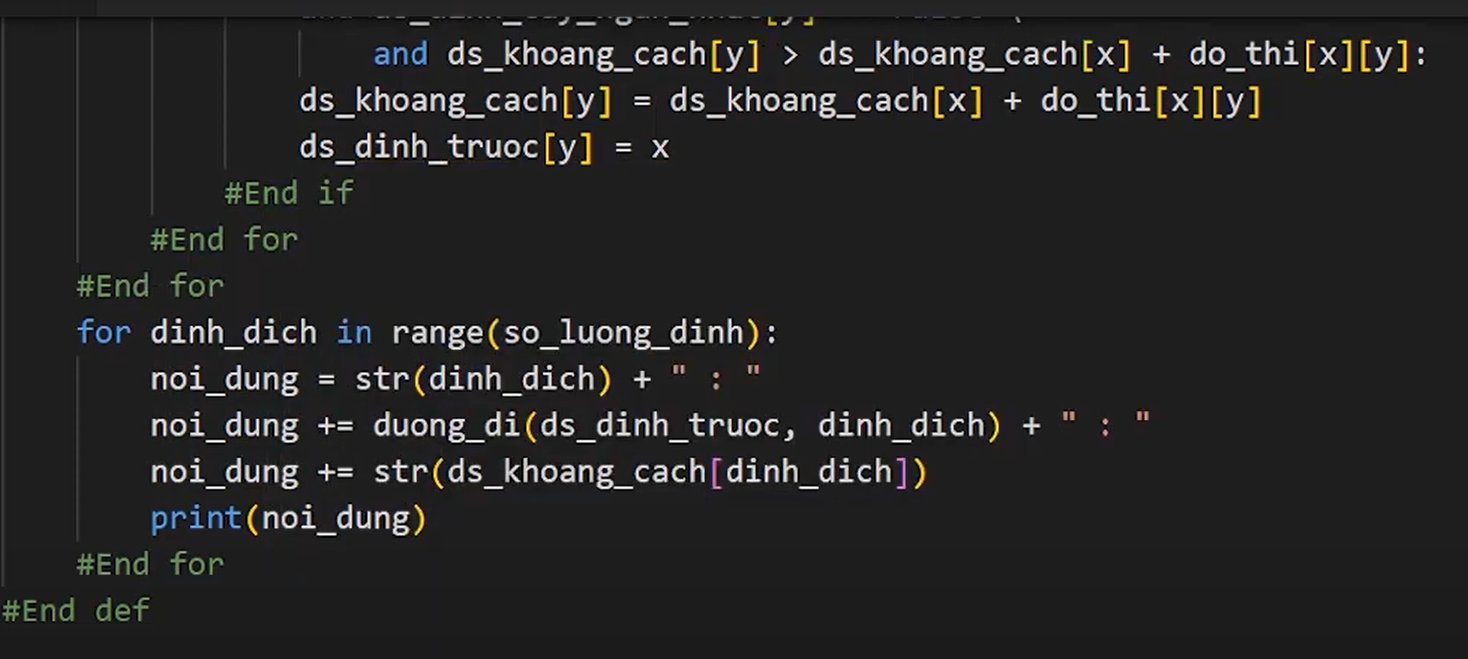 and ds_khoang_cach[y] > ds_khoang_cach[x] + do_thi[x][y]:
ds_khoang_cach[y] = ds_khoang_cach[x] + do_thi[x][y]
ds_dinh_truoc[y] = x
#End if
#End for
#End for
for dinh_dich in range(so_luong_dinh):
noi_dung = str(dinh_dich) + " : "
noi_dung += duong_di(ds_dinh_truoc, dinh_dich) + " : "
noi_dung += str(ds_khoang_cach[dinh_dich])
print(noi_dung)
#End for
#End def